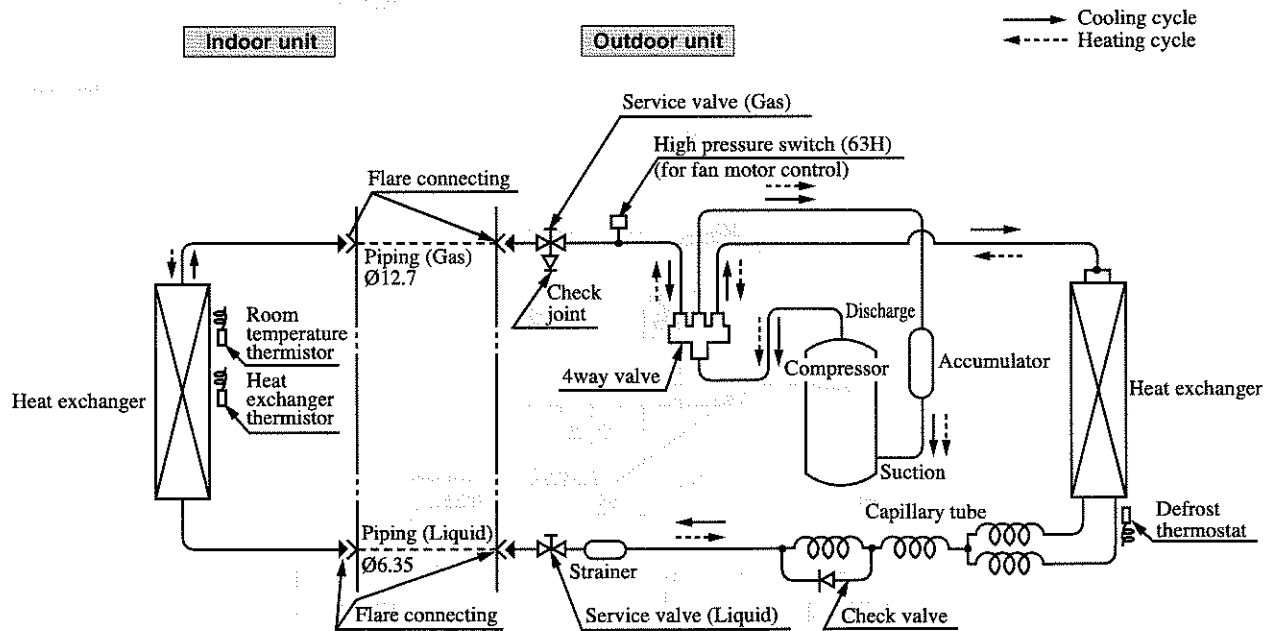 Indoor unit
Outdoor unit
Cooling cycle
Heating cycle
Service valve (Gas)
High pressure switch (63H)
(for fan motor control)
Flare connecting
Piping (Gas)
Ø12.7
Check
joint
Room
temperature
thermistor
Heat
exchanger
thermistor
Heat exchanger
4way valve
Discharge
Compressor
Accumulator
Suction
Heat exchanger
Capillary tube
Defrost
thermostat
Piping (Liquid)
Ø6.35
Strainer
Flare connecting
Service valve (Liquid)
Check valve